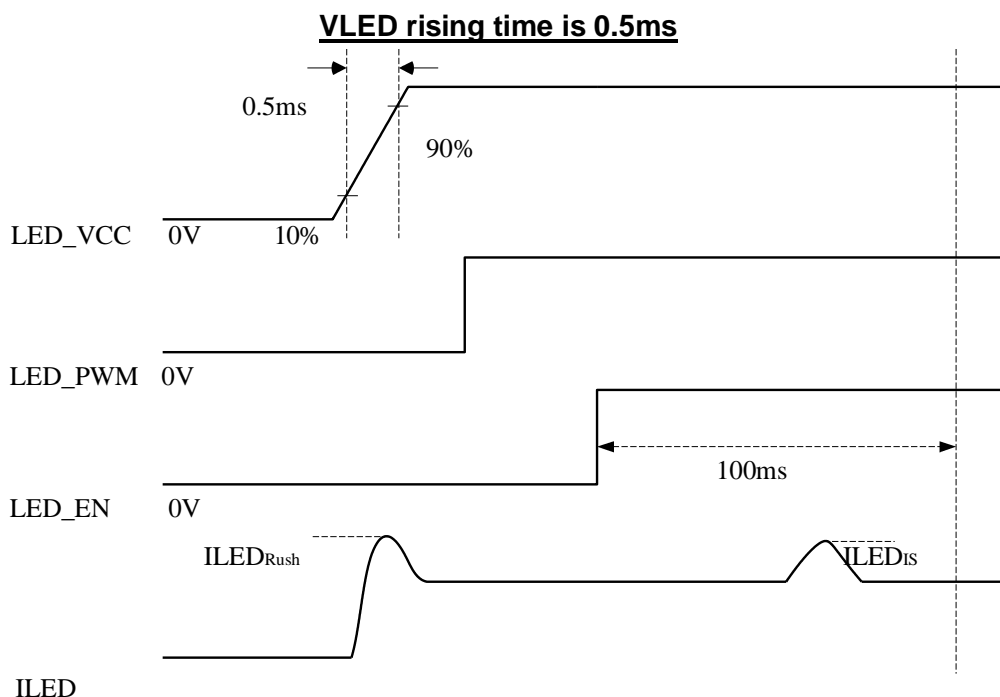 VLED rising time is 0.5ms
0.5ms
90%
LED_VCC 0V 10%
LED_PWM 0V
100ms
LED_EN 0V
ILEDRush ILEDIS
ILED